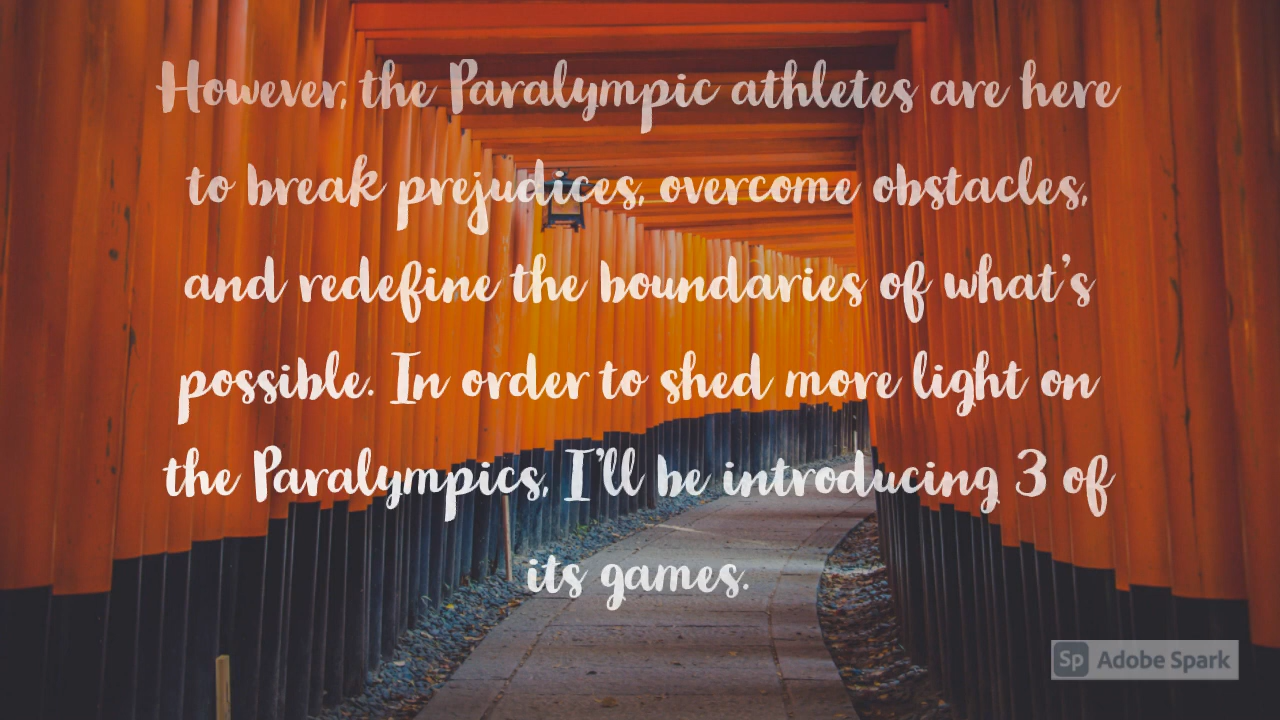 However, the Paralympic athletes are here
to break prejudices, overcome obstacles,
and redefine the boundaries of what's
possible. In order to shed more light on
the Paralympics, I'll be introducing 3 of
its games.
Sp Adobe Spark